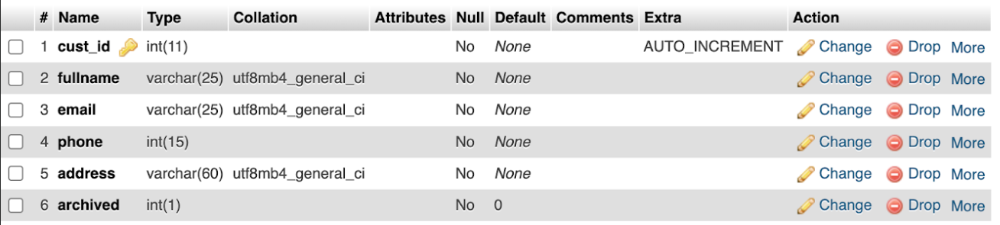 # Name Type Collation Attributes Null Default Comments Extra Action
1 cust_id int(11) No None AUTO_INCREMENT Change Drop More
2 fullname varchar(25) utf8mb4_general_ci No None Change Drop More
3 email varchar(25) utf8mb4_general_ci No None Change Drop More
4 phone int(15) No None Change Drop More
5 address varchar(60) utf8mb4_general_ci No None Change Drop More
6 archived int(1) No 0 Change Drop More